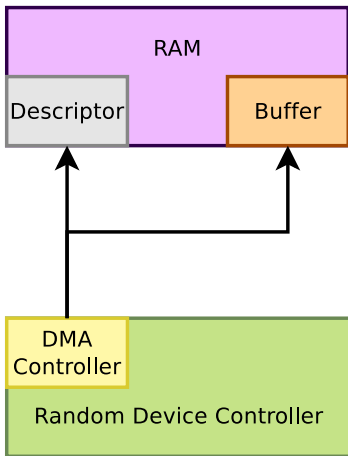 RAM
Descriptor
Buffer
DMA
Controller
Random Device Controller